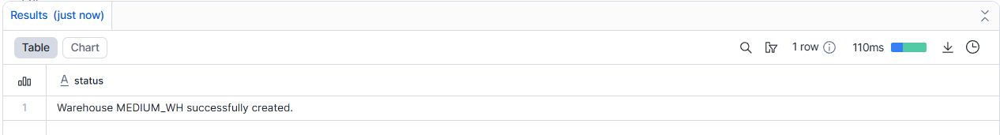 Results (just now)
Table Chart 1 row 110ms
status
1 Warehouse MEDIUM_WH successfully created.